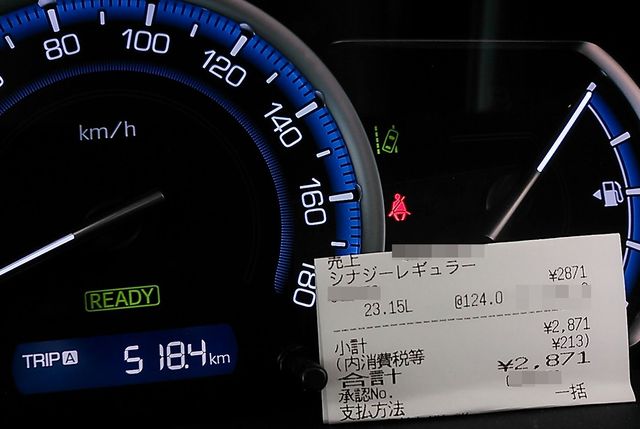 80
100
120
140
160
180
km/h
READY
TRIP A 518.4 km
売上
シナジーレギュラー
¥2871
23.15L @124.0
小計 ¥2,871
(内消費税等 ¥213)
合計 ¥2,871
承認No.
支払方法 一括